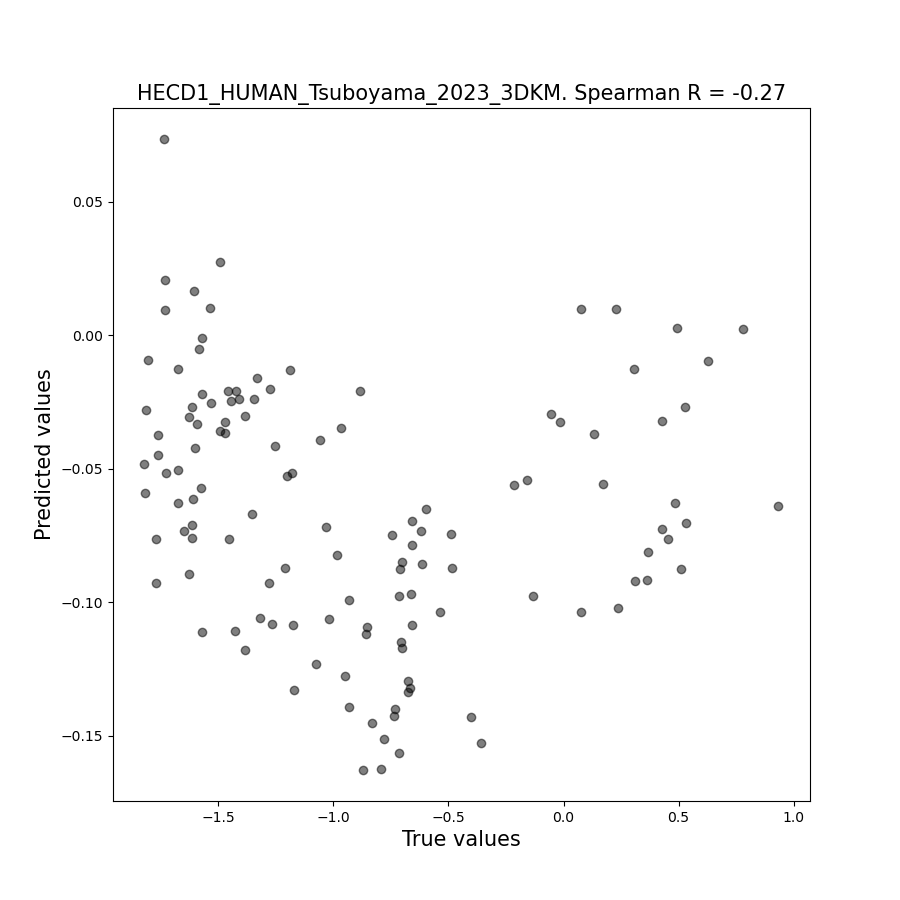 HECD1_HUMAN_Tsuboyama_2023_3DKM. Spearman R = -0.27
0.05
0.00
−0.05
−0.10
−0.15
Predicted values
−1.5 −1.0 −0.5 0.0 0.5 1.0
True values